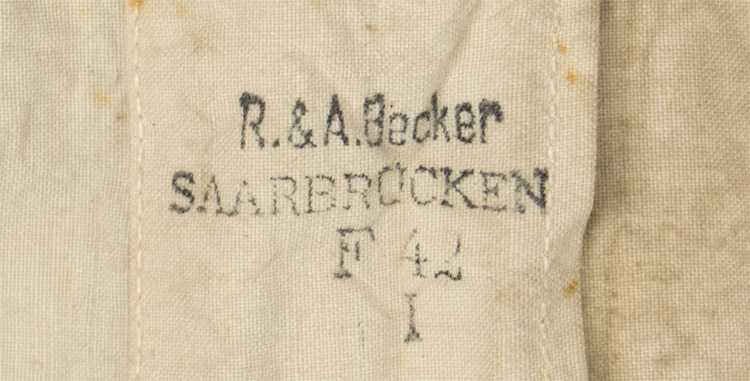 R. & A. Becker
SAARBRÜCKEN
F 42
I